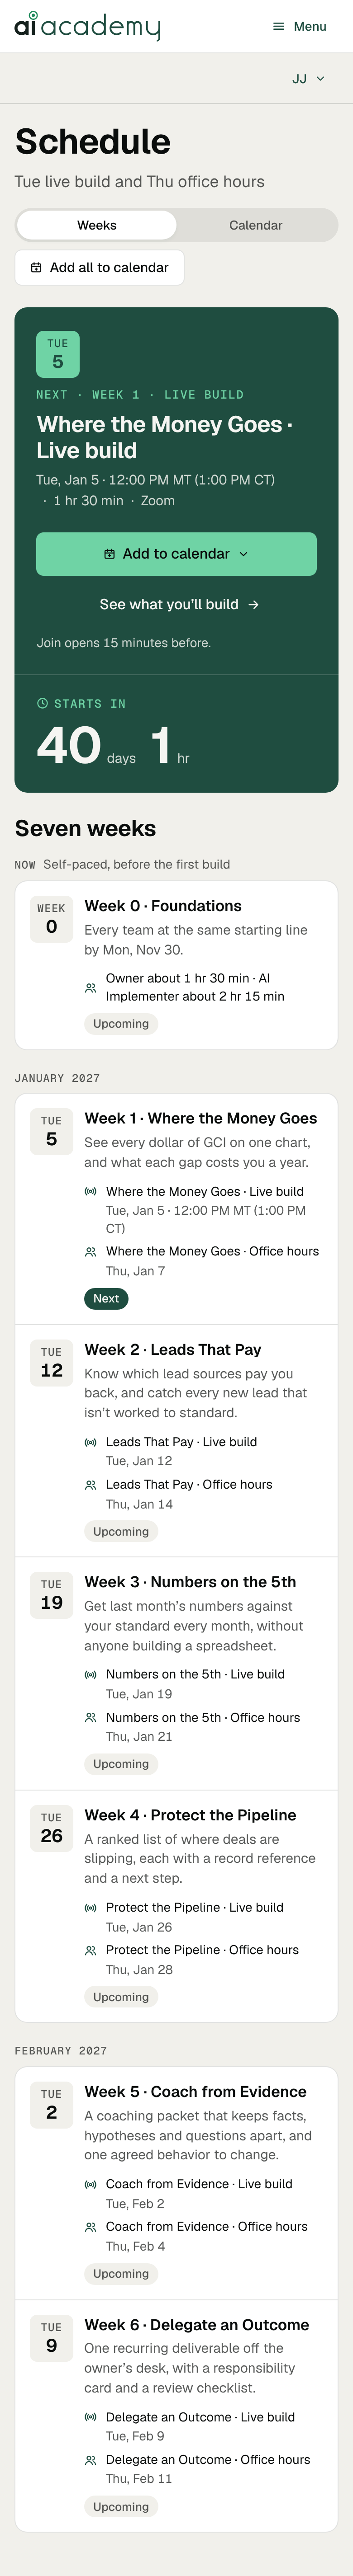 ai academy
Menu
JJ
Schedule
Tue live build and Thu office hours
Weeks
Calendar
Add all to calendar
TUE
5
NEXT · WEEK 1 · LIVE BUILD
Where the Money Goes ·
Live build
Tue, Jan 5 · 12:00 PM MT (1:00 PM CT)
· 1 hr 30 min · Zoom
Add to calendar
See what you'll build →
Join opens 15 minutes before.
STARTS IN
40 days 1 hr
Seven weeks
NOW Self-paced, before the first build
WEEK
0
Week 0 · Foundations
Every team at the same starting line
by Mon, Nov 30.
Owner about 1 hr 30 min · AI
Implementer about 2 hr 15 min
Upcoming
JANUARY 2027
TUE
5
Week 1 · Where the Money Goes
See every dollar of GCI on one chart,
and what each gap costs you a year.
Where the Money Goes · Live build
Tue, Jan 5 · 12:00 PM MT (1:00 PM
CT)
Where the Money Goes · Office hours
Thu, Jan 7
Next
TUE
12
Week 2 · Leads That Pay
Know which lead sources pay you
back, and catch every new lead that
isn't worked to standard.
Leads That Pay · Live build
Tue, Jan 12
Leads That Pay · Office hours
Thu, Jan 14
Upcoming
TUE
19
Week 3 · Numbers on the 5th
Get last month's numbers against
your standard every month, without
anyone building a spreadsheet.
Numbers on the 5th · Live build
Tue, Jan 19
Numbers on the 5th · Office hours
Thu, Jan 21
Upcoming
TUE
26
Week 4 · Protect the Pipeline
A ranked list of where deals are
slipping, each with a record reference
and a next step.
Protect the Pipeline · Live build
Tue, Jan 26
Protect the Pipeline · Office hours
Thu, Jan 28
Upcoming
FEBRUARY 2027
TUE
2
Week 5 · Coach from Evidence
A coaching packet that keeps facts,
hypotheses and questions apart, and
one agreed behavior to change.
Coach from Evidence · Live build
Tue, Feb 2
Coach from Evidence · Office hours
Thu, Feb 4
Upcoming
TUE
9
Week 6 · Delegate an Outcome
One recurring deliverable off the
owner's desk, with a responsibility
card and a review checklist.
Delegate an Outcome · Live build
Tue, Feb 9
Delegate an Outcome · Office hours
Thu, Feb 11
Upcoming